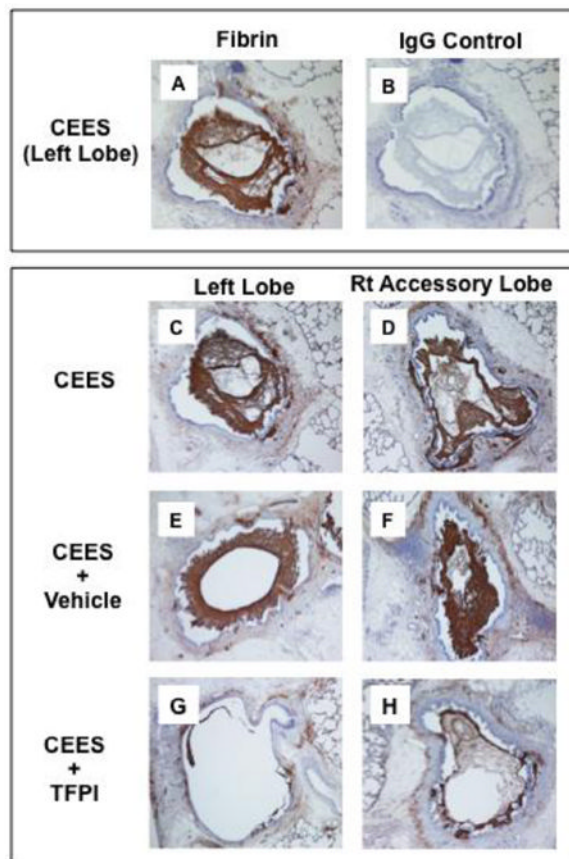 Fibrin IgG Control
A B
CEES
(Left Lobe)
Left Lobe Rt Accessory Lobe
C D
CEES
E F
CEES
+
Vehicle
G H
CEES
+
TFPI